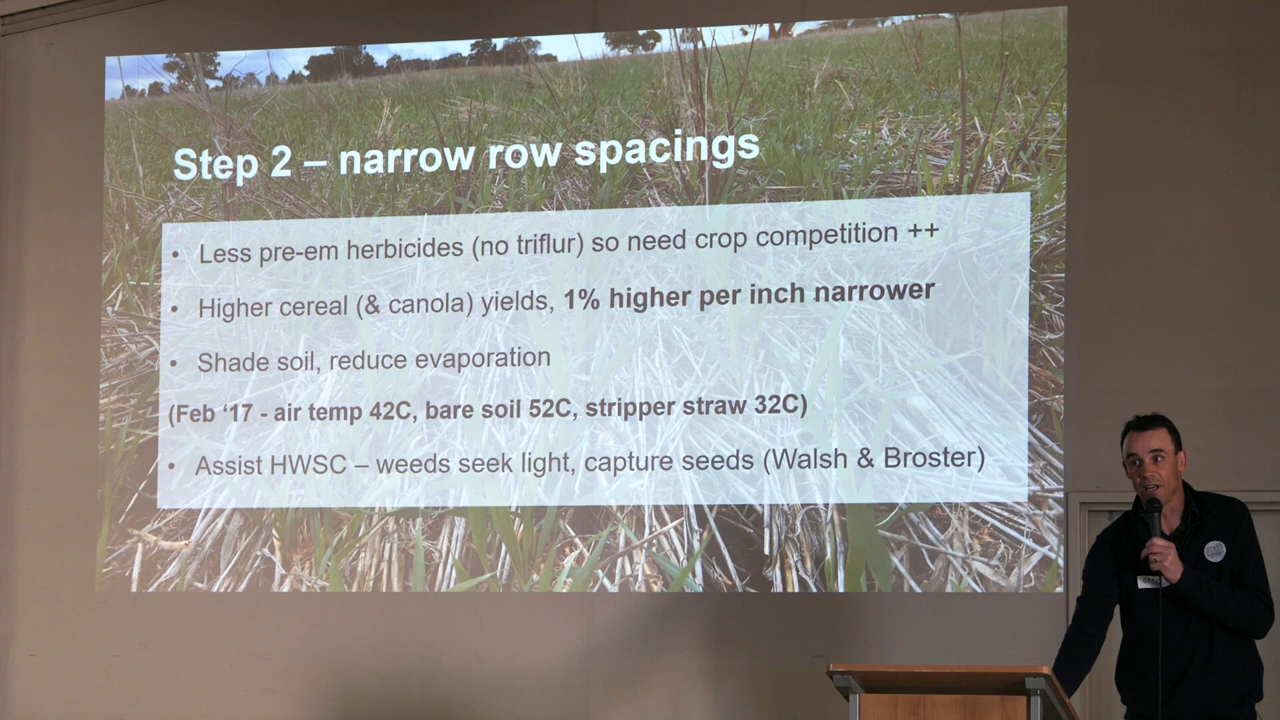 Step 2 – narrow row spacings
• Less pre-em herbicides (no triflur) so need crop competition ++
• Higher cereal (& canola) yields, 1% higher per inch narrower
• Shade soil, reduce evaporation
(Feb ‘17 - air temp 42C, bare soil 52C, stripper straw 32C)
• Assist HWSC – weeds seek light, capture seeds (Walsh & Broster)